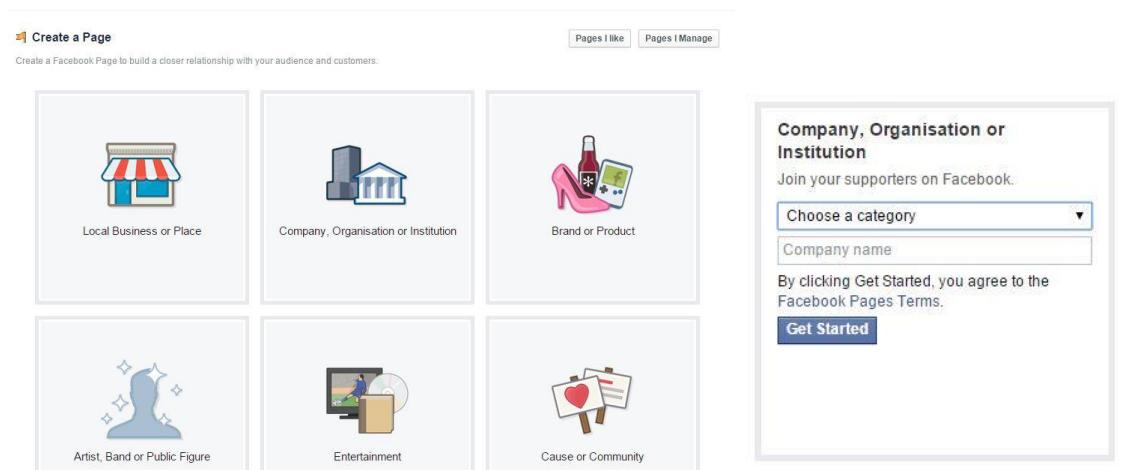 Create a Page
Pages I like
Pages I Manage
Create a Facebook Page to build a closer relationship with your audience and customers.
Local Business or Place
Company, Organisation or Institution
Brand or Product
Artist, Band or Public Figure
Entertainment
Cause or Community
Company, Organisation or
Institution
Join your supporters on Facebook.
Choose a category
Company name
By clicking Get Started, you agree to the
Facebook Pages Terms.
Get Started